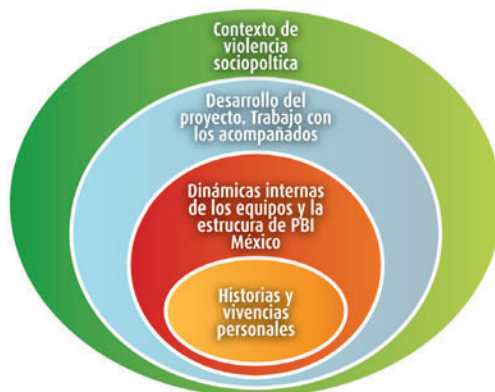 Contexto de
violencia
sociopoltica
Desarrollo del
proyecto. Trabajo con
los acompañados
Dinámicas internas
de los equipos y la
estrucura de PBI
México
Historias y
vivencias
personales